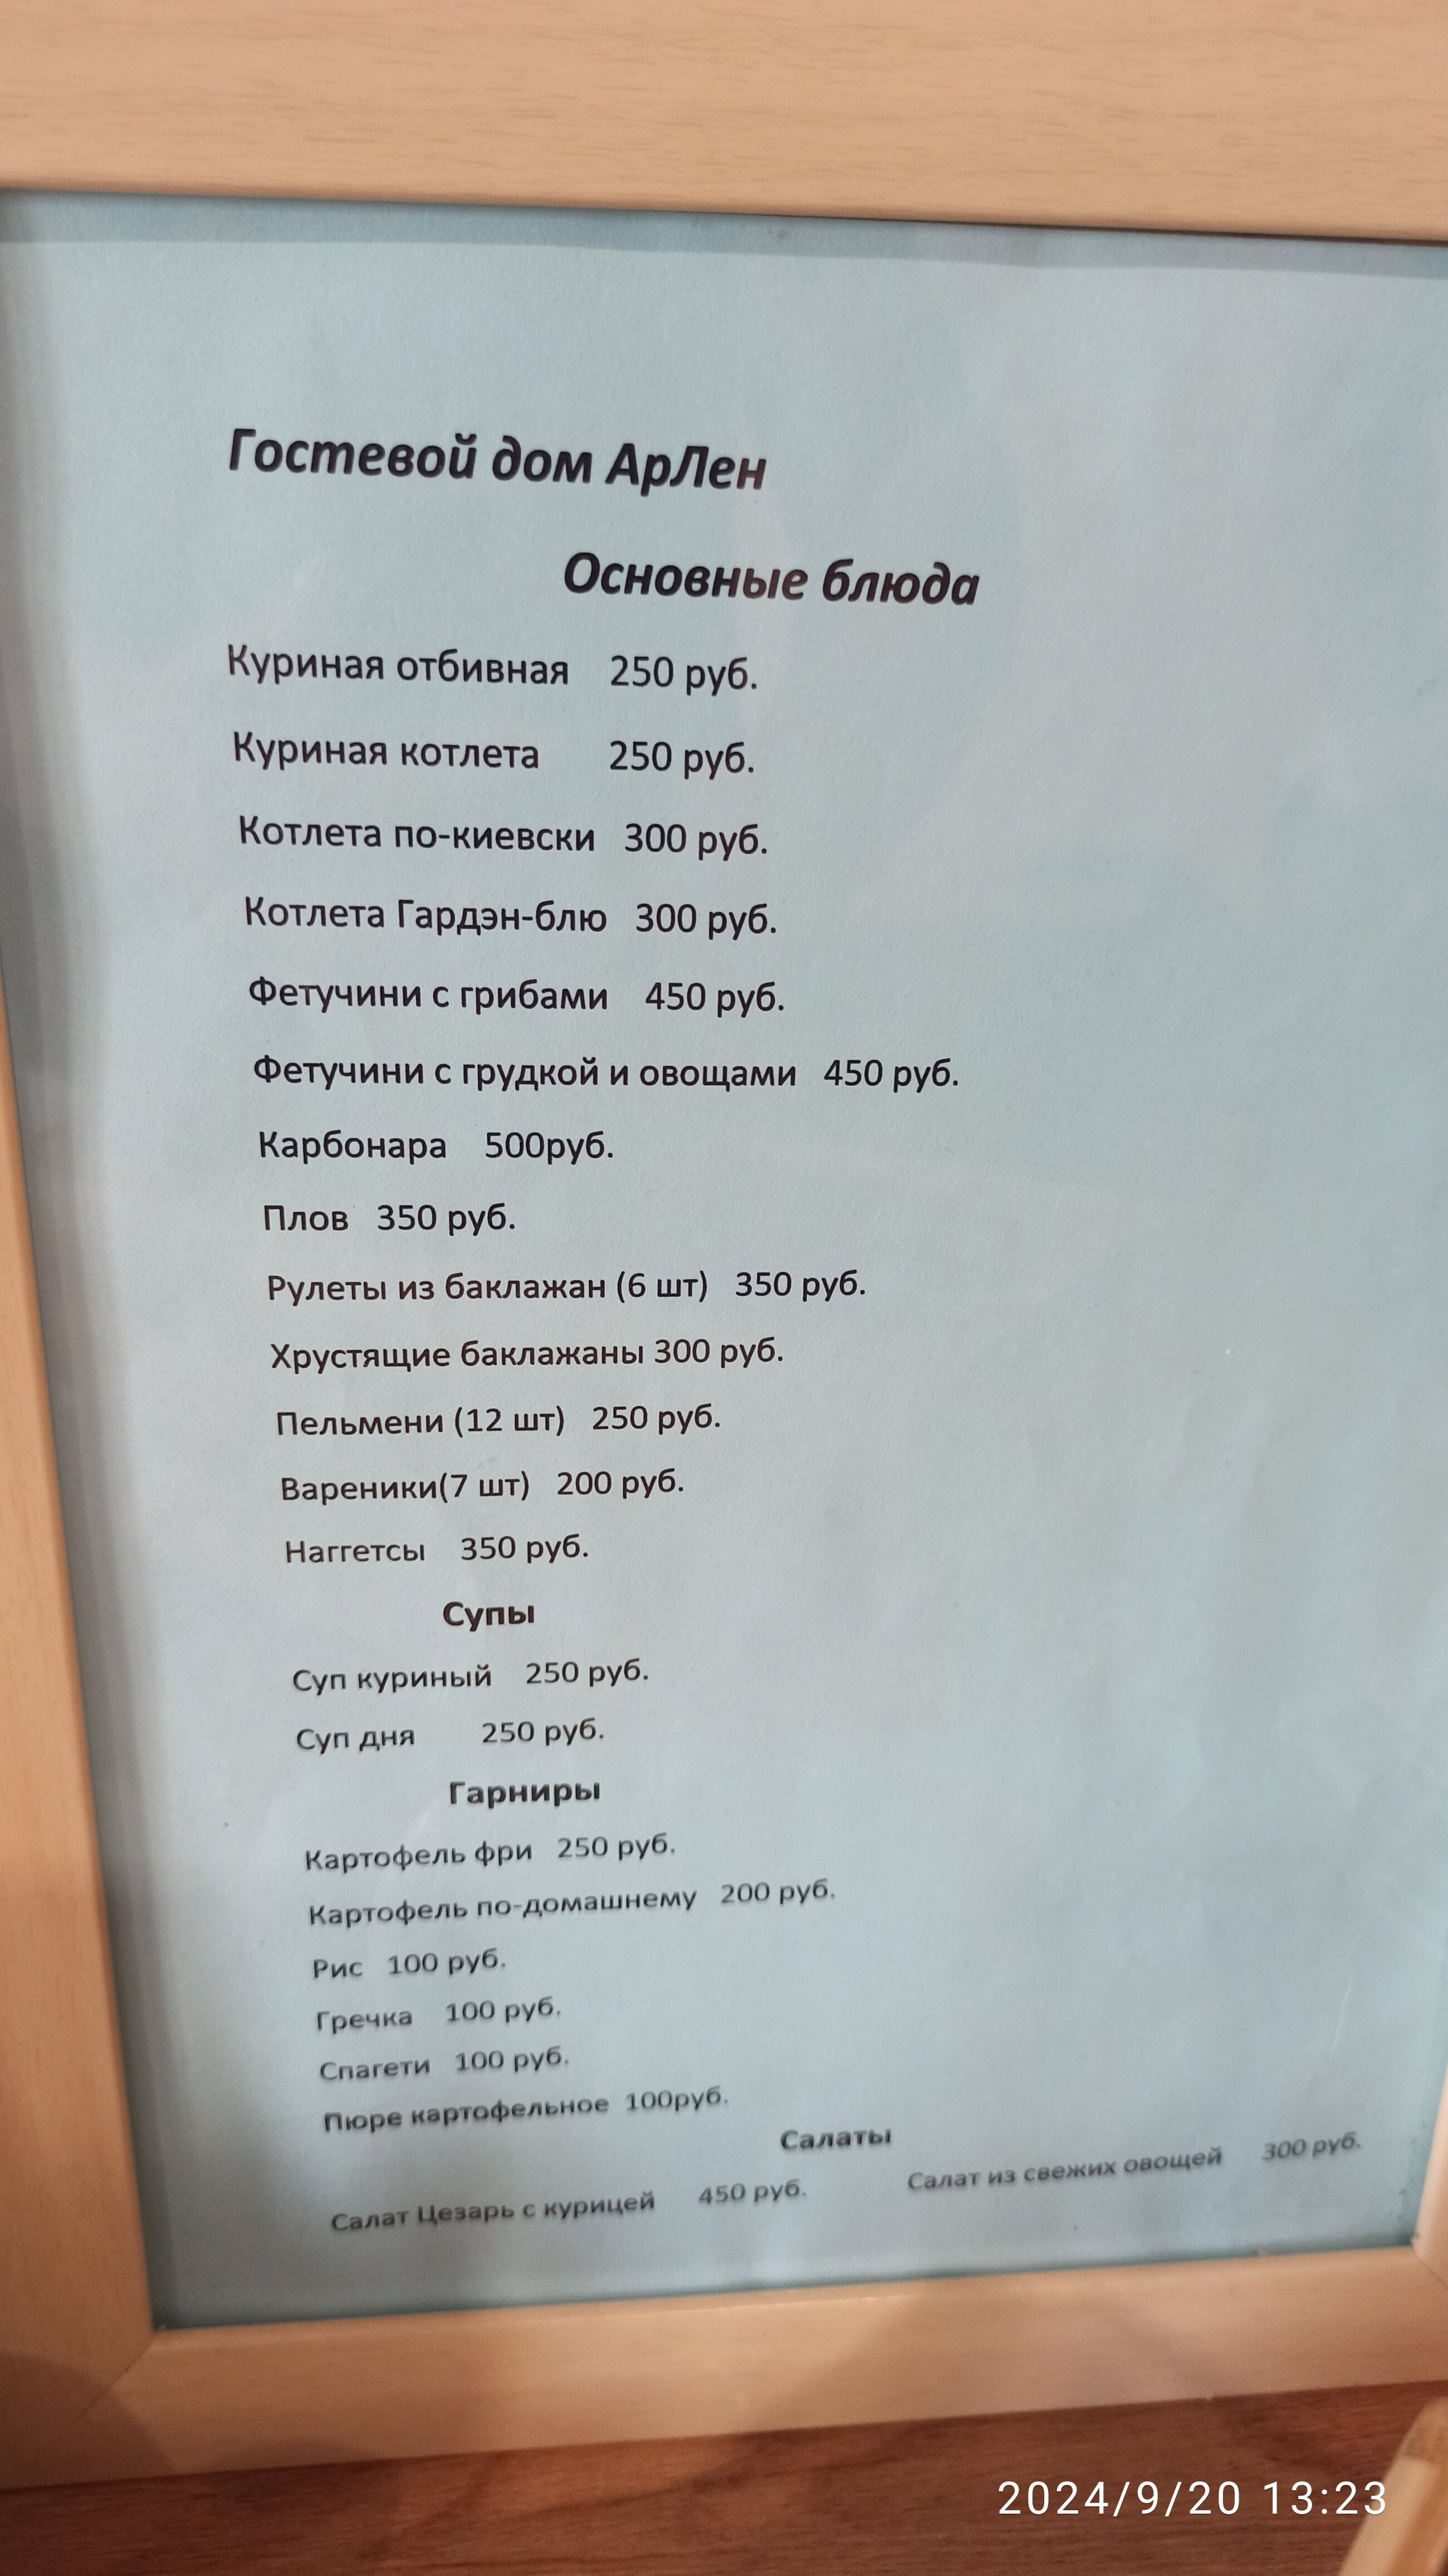 Гостевой дом АрЛен
Основные блюда
Куриная отбивная 250 руб.
Куриная котлета 250 руб.
Котлета по-киевски 300 руб.
Котлета Гардэн-блю 300 руб.
Фетучини с грибами 450 руб.
Фетучини с грудкой и овощами 450 руб.
Карбонара 500руб.
Плов 350 руб.
Рулеты из баклажан (6 шт) 350 руб.
Хрустящие баклажаны 300 руб.
Пельмени (12 шт) 250 руб.
Вареники(7 шт) 200 руб.
Наггетсы 350 руб.
Супы
Суп куриный 250 руб.
Суп дня 250 руб.
Гарниры
Картофель фри 250 руб.
Картофель по-домашнему 200 руб.
Рис 100 руб.
Гречка 100 руб.
Спагети 100 руб.
Пюре картофельное 100руб.
Салаты
Салат Цезарь с курицей 450 руб. Салат из свежих овощей 300 руб.
2024/9/20 13:23